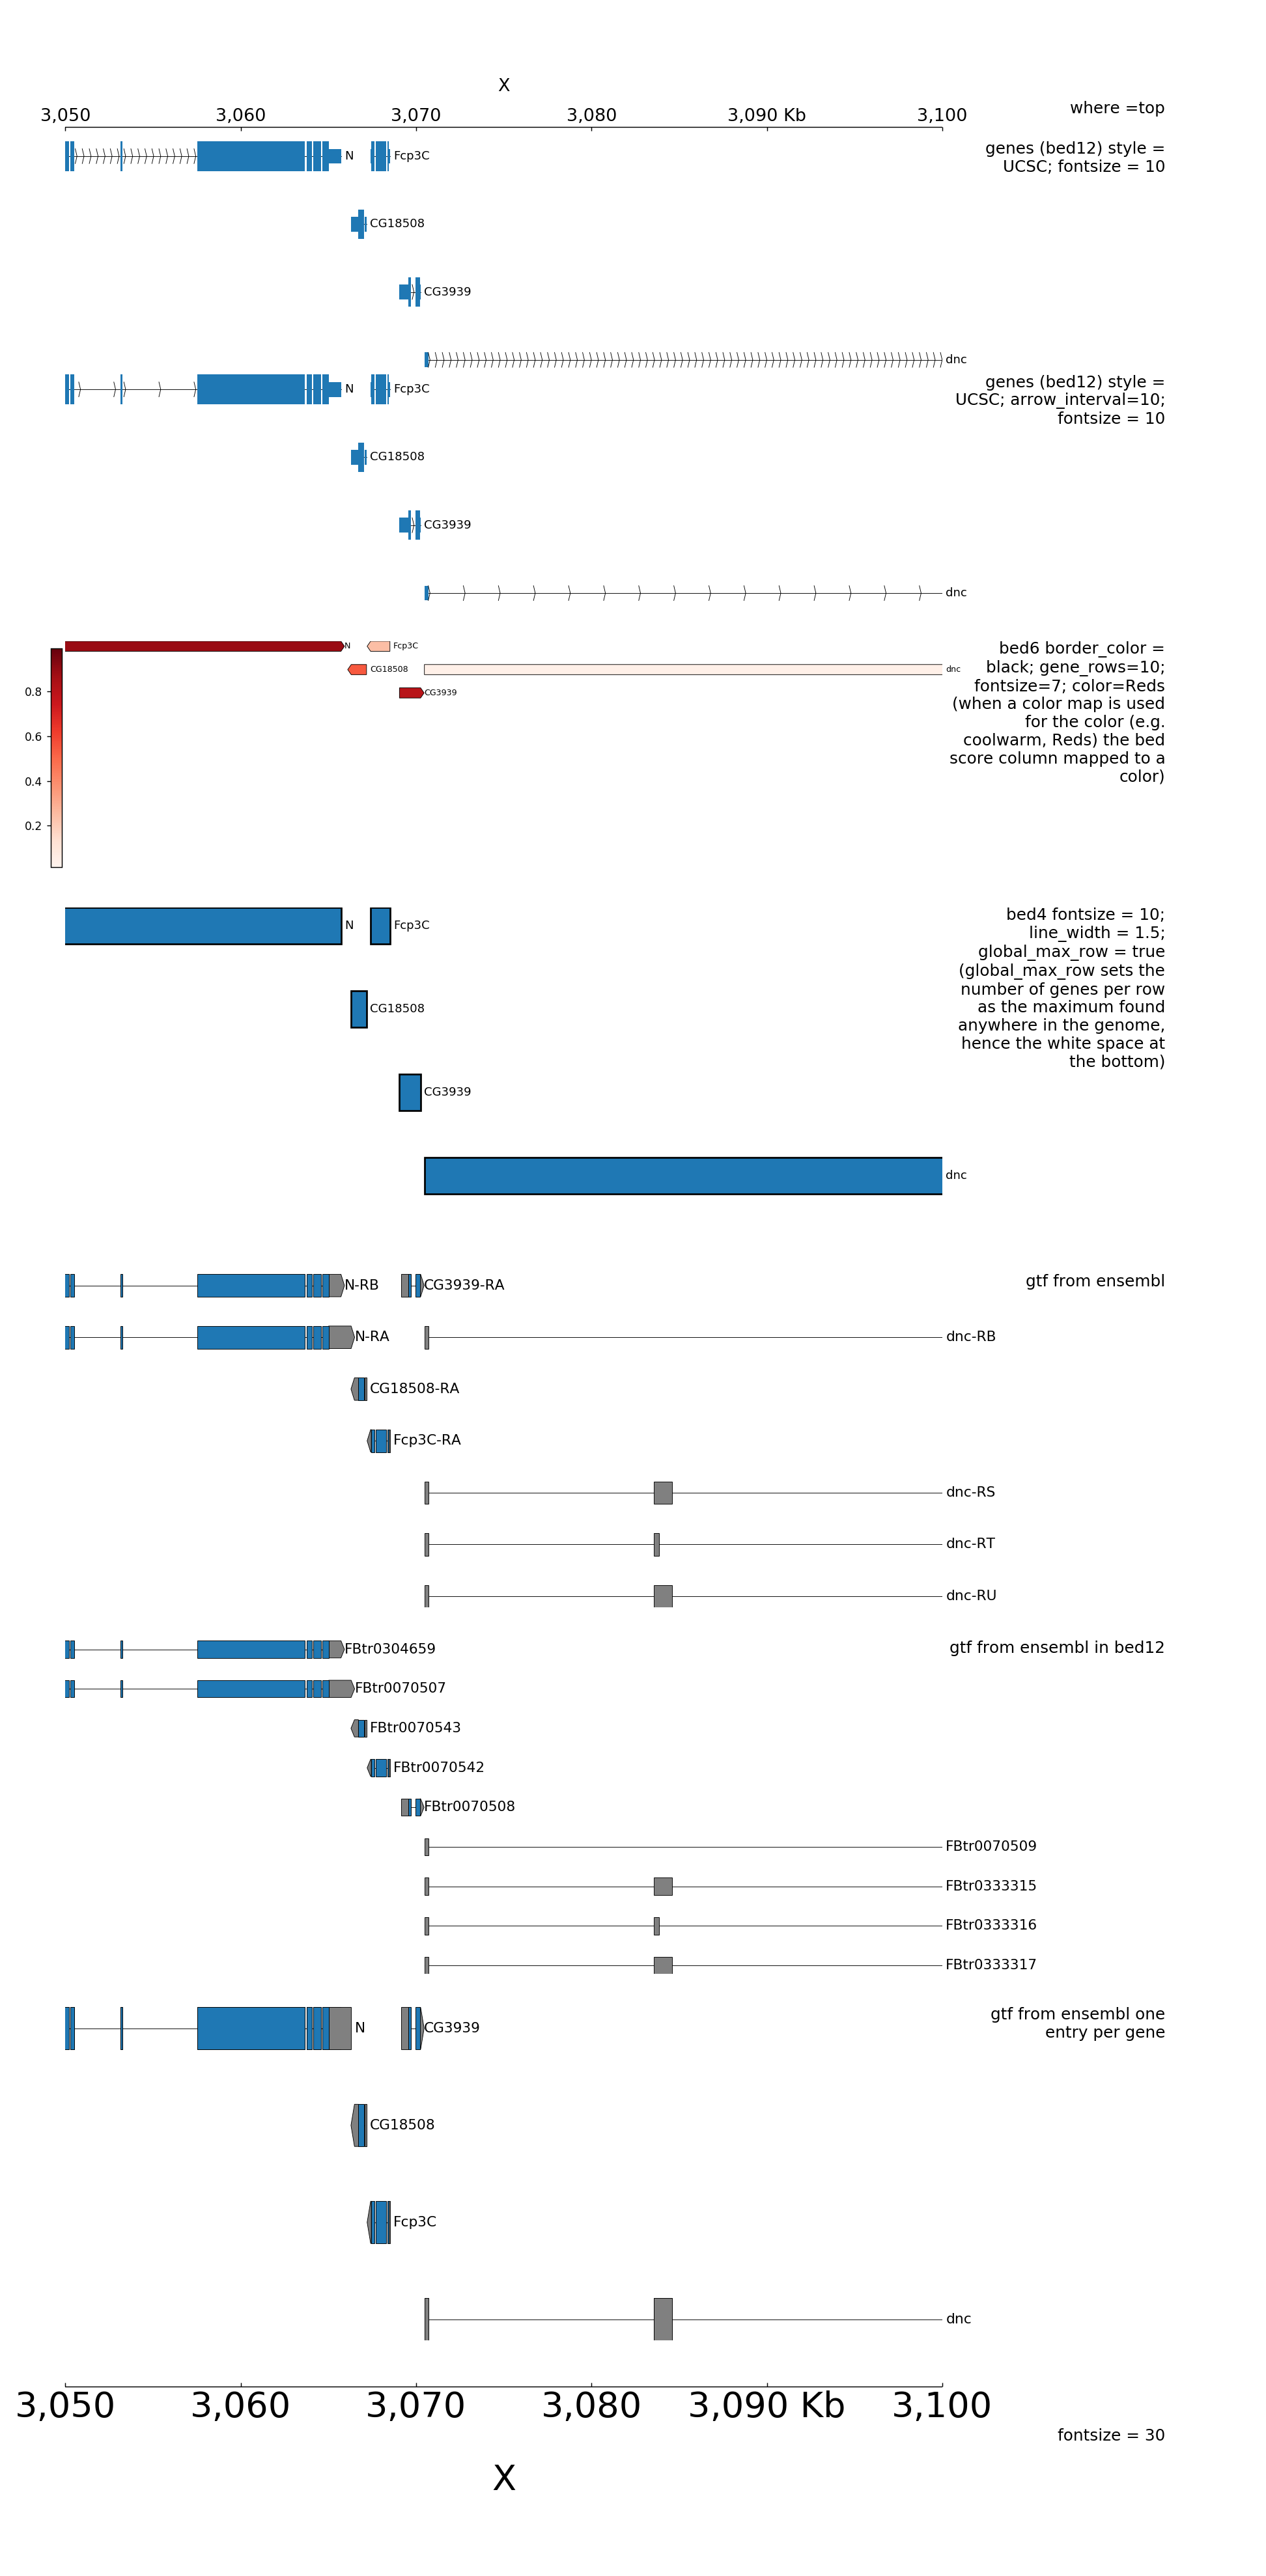 X
3,050 3,060 3,070 3,080 3,090 Kb 3,100
where =top
N Fcp3C
genes (bed12) style =
UCSC; fontsize = 10
CG18508
CG3939
dnc
N Fcp3C
genes (bed12) style =
UCSC; arrow_interval=10;
fontsize = 10
CG18508
CG3939
dnc
N Fcp3C
CG18508 dnc
CG3939
0.8
0.6
0.4
0.2
bed6 border_color =
black; gene_rows=10;
fontsize=7; color=Reds
(when a color map is used
for the color (e.g.
coolwarm, Reds) the bed
score column mapped to a
color)
N Fcp3C
CG18508
CG3939
dnc
bed4 fontsize = 10;
line_width = 1.5;
global_max_row = true
(global_max_row sets the
number of genes per row
as the maximum found
anywhere in the genome,
hence the white space at
the bottom)
N-RB CG3939-RA
gtf from ensembl
N-RA dnc-RB
CG18508-RA
Fcp3C-RA
dnc-RS
dnc-RT
dnc-RU
FBtr0304659
gtf from ensembl in bed12
FBtr0070507
FBtr0070543
FBtr0070542
FBtr0070508
FBtr0070509
FBtr0333315
FBtr0333316
FBtr0333317
N CG3939
gtf from ensembl one
entry per gene
CG18508
Fcp3C
dnc
3,050 3,060 3,070 3,080 3,090 Kb 3,100
fontsize = 30
X